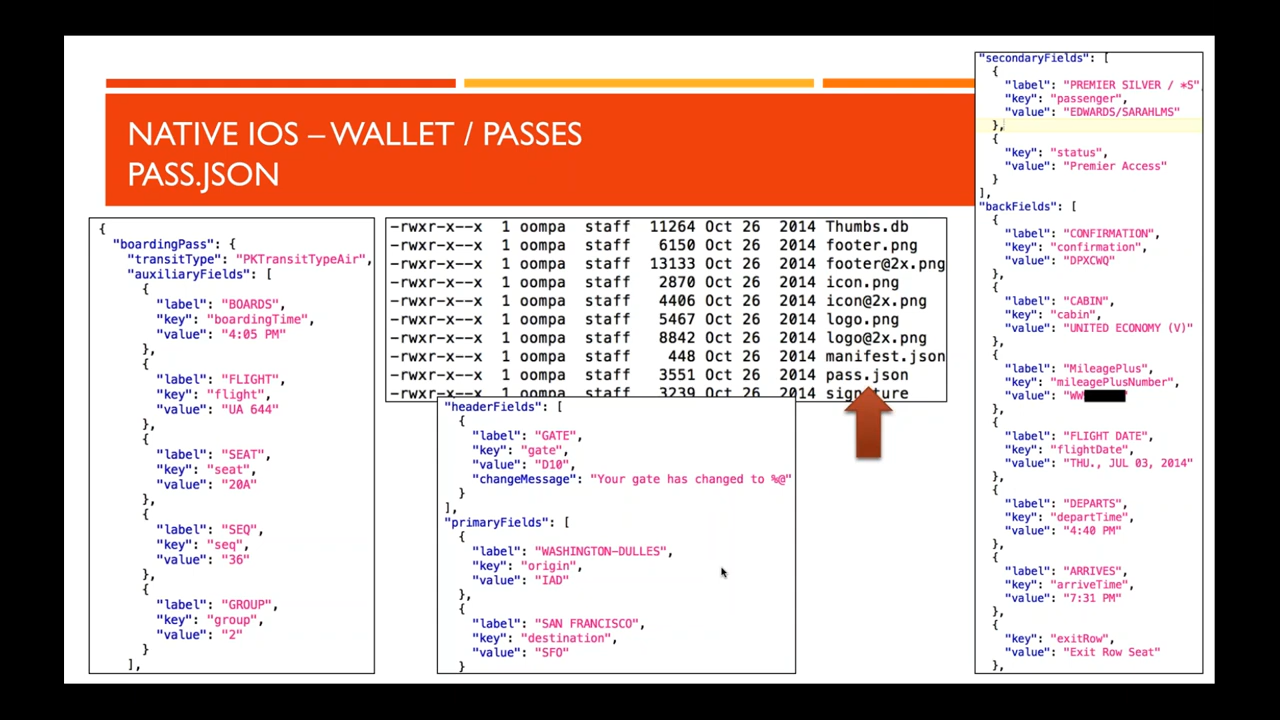 NATIVE IOS – WALLET / PASSES
PASS.JSON
{
"boardingPass": {
"transitType": "PKTransitTypeAir",
"auxiliaryFields": [
{
"label": "BOARDS",
"key": "boardingTime",
"value": "4:05 PM"
},
{
"label": "FLIGHT",
"key": "flight",
"value": "UA 644"
},
{
"label": "SEAT",
"key": "seat",
"value": "20A"
},
{
"label": "SEQ",
"key": "seq",
"value": "36"
},
{
"label": "GROUP",
"key": "group",
"value": "2"
}
],
-rwxr-x--x 1 oompa staff 11264 Oct 26 2014 Thumbs.db
-rwxr-x--x 1 oompa staff 6150 Oct 26 2014 footer.png
-rwxr-x--x 1 oompa staff 13133 Oct 26 2014 footer@2x.png
-rwxr-x--x 1 oompa staff 2870 Oct 26 2014 icon.png
-rwxr-x--x 1 oompa staff 4406 Oct 26 2014 icon@2x.png
-rwxr-x--x 1 oompa staff 5467 Oct 26 2014 logo.png
-rwxr-x--x 1 oompa staff 8842 Oct 26 2014 logo@2x.png
-rwxr-x--x 1 oompa staff 448 Oct 26 2014 manifest.json
-rwxr-x--x 1 oompa staff 3551 Oct 26 2014 pass.json
-rwxr-x--x 1 oompa staff 3239 Oct 26 2014 signature
"headerFields": [
{
"label": "GATE",
"key": "gate",
"value": "D10",
"changeMessage": "Your gate has changed to %@"
}
],
"primaryFields": [
{
"label": "WASHINGTON-DULLES",
"key": "origin",
"value": "IAD"
},
{
"label": "SAN FRANCISCO",
"key": "destination",
"value": "SFO"
}
"secondaryFields": [
{
"label": "PREMIER SILVER / *S",
"key": "passenger",
"value": "EDWARDS/SARAHLMS"
},
{
"key": "status",
"value": "Premier Access"
}
],
"backFields": [
{
"label": "CONFIRMATION",
"key": "confirmation",
"value": "DPXCWQ"
},
{
"label": "CABIN",
"key": "cabin",
"value": "UNITED ECONOMY (V)"
},
{
"label": "MileagePlus",
"key": "mileagePlusNumber",
"value": "WW"
},
{
"label": "FLIGHT DATE",
"key": "flightDate",
"value": "THU., JUL 03, 2014"
},
{
"label": "DEPARTS",
"key": "departTime",
"value": "4:40 PM"
},
{
"label": "ARRIVES",
"key": "arriveTime",
"value": "7:31 PM"
},
{
"key": "exitRow",
"value": "Exit Row Seat"
},